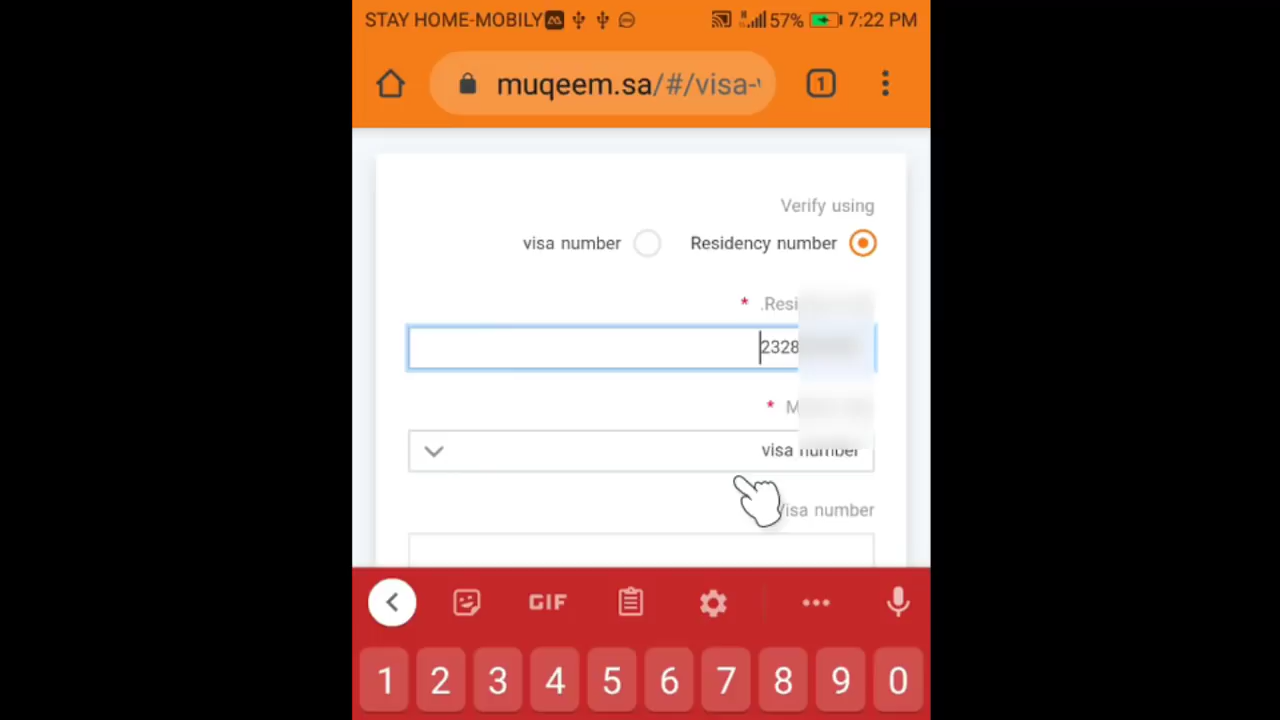 STAY HOME-MOBILY 57% 7:22 PM
muqeem.sa/#/visa-
1
Verify using
visa number Residency number
*
2328
*
visa number
Visa number
GIF
1 2 3 4 5 6 7 8 9 0